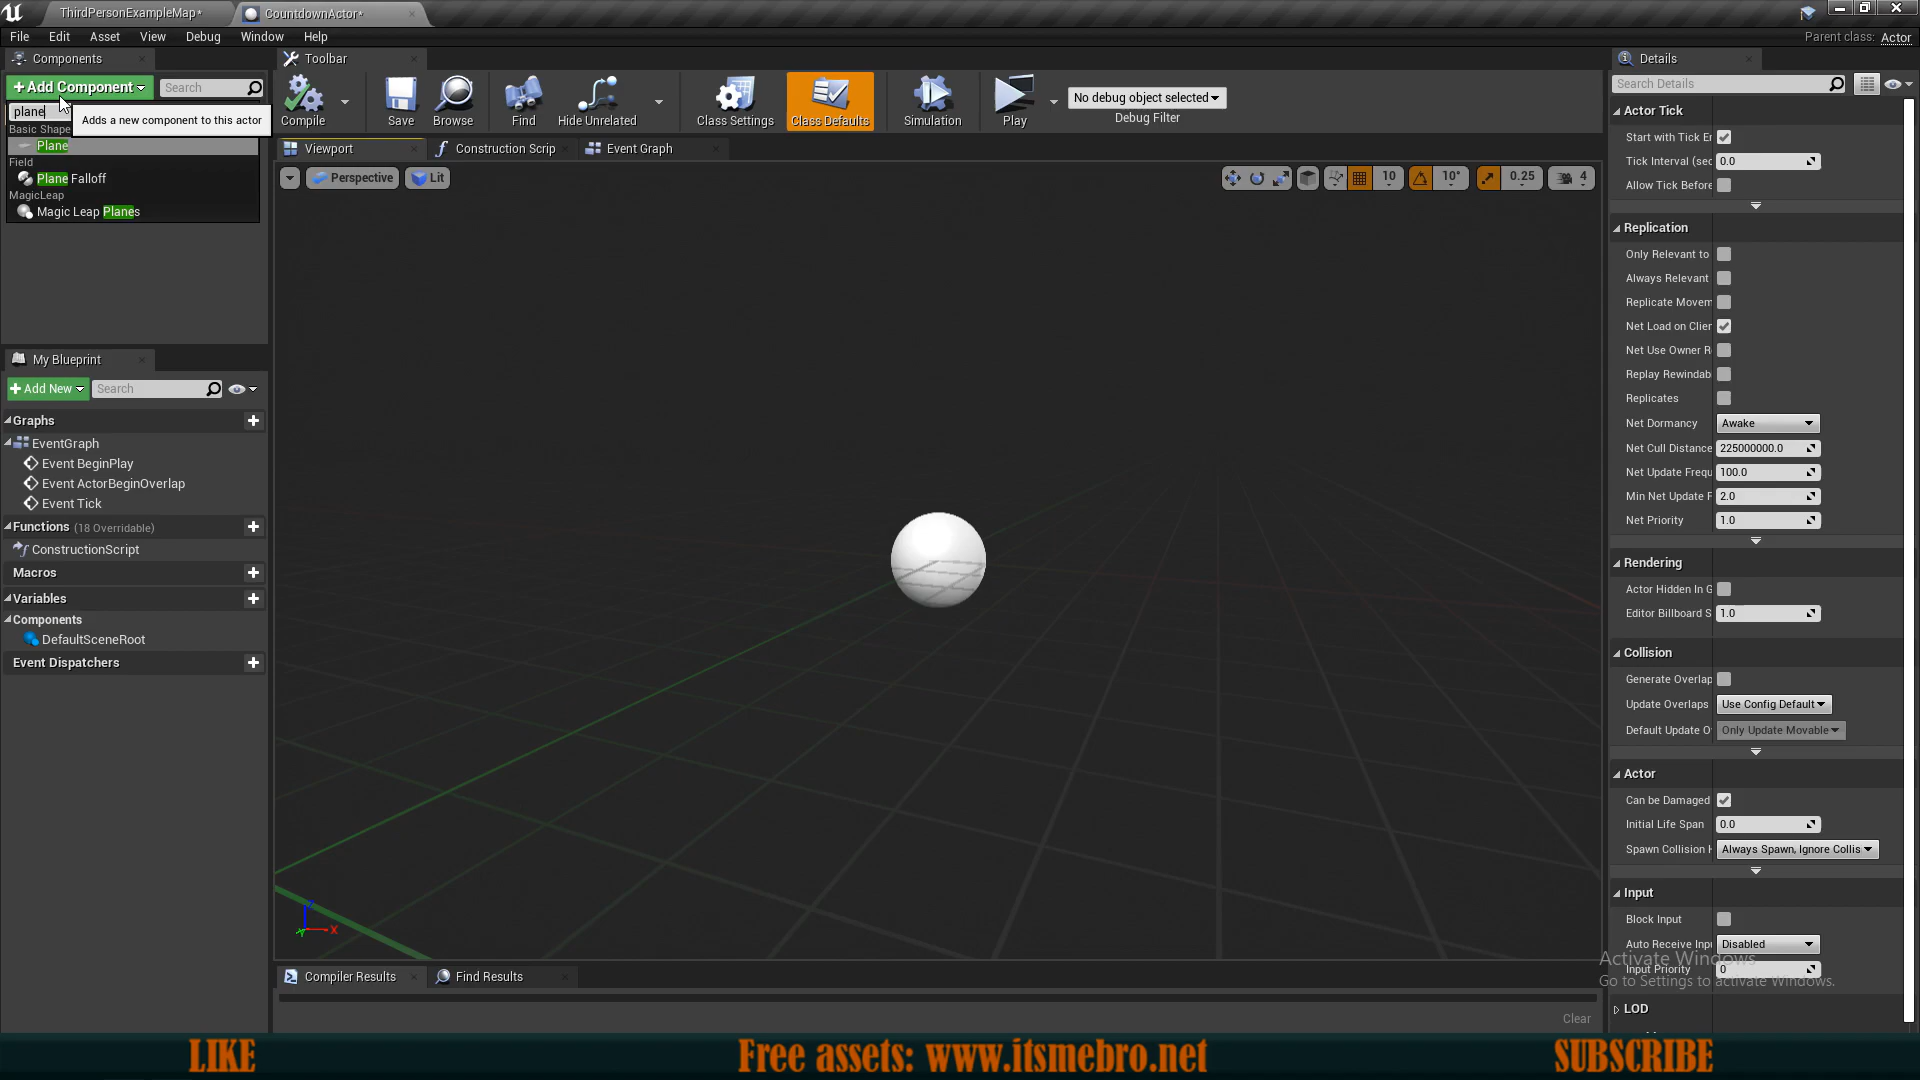 ThirdPersonExampleMap*
CountdownActor*
File Edit Asset View Debug Window Help
Parent class: Actor
Components
+ Add Component
Search
plane
Adds a new component to this actor
Basic Shape
Plane
Field
Plane Falloff
MagicLeap
Magic Leap Planes
My Blueprint
+ Add New
Search
Graphs
EventGraph
Event BeginPlay
Event ActorBeginOverlap
Event Tick
Functions (18 Overridable)
ConstructionScript
Macros
Variables
Components
DefaultSceneRoot
Event Dispatchers
Toolbar
Compile
Save
Browse
Find
Hide Unrelated
Class Settings
Class Defaults
Simulation
Play
No debug object selected
Debug Filter
Viewport
Construction Scrip
Event Graph
Perspective
Lit
10
10°
0.25
4
Z
X
Y
Compiler Results
Find Results
Clear
Details
Search Details
Actor Tick
Start with Tick Er
Tick Interval (sec 0.0
Allow Tick Before
Replication
Only Relevant to
Always Relevant
Replicate Movem
Net Load on Clier
Net Use Owner R
Replay Rewindab
Replicates
Net Dormancy Awake
Net Cull Distance 225000000.0
Net Update Frequ 100.0
Min Net Update F 2.0
Net Priority 1.0
Rendering
Actor Hidden In G
Editor Billboard S 1.0
Collision
Generate Overlap
Update Overlaps Use Config Default
Default Update O Only Update Movable
Actor
Can be Damaged
Initial Life Span 0.0
Spawn Collision H Always Spawn, Ignore Collis
Input
Block Input
Auto Receive Inpu Disabled
Input Priority 0
LOD
Activate Windows
Go to Settings to activate Windows.
LIKE
Free assets: www.itsmebro.net
SUBSCRIBE